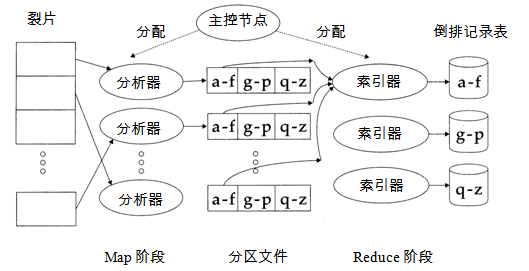 裂片
分配
主控节点
分配
倒排记录表
分析器
a-f g-p q-z
索引器
a-f
分析器
a-f g-p q-z
索引器
g-p
分析器
a-f g-p q-z
索引器
q-z
Map 阶段
分区文件
Reduce 阶段